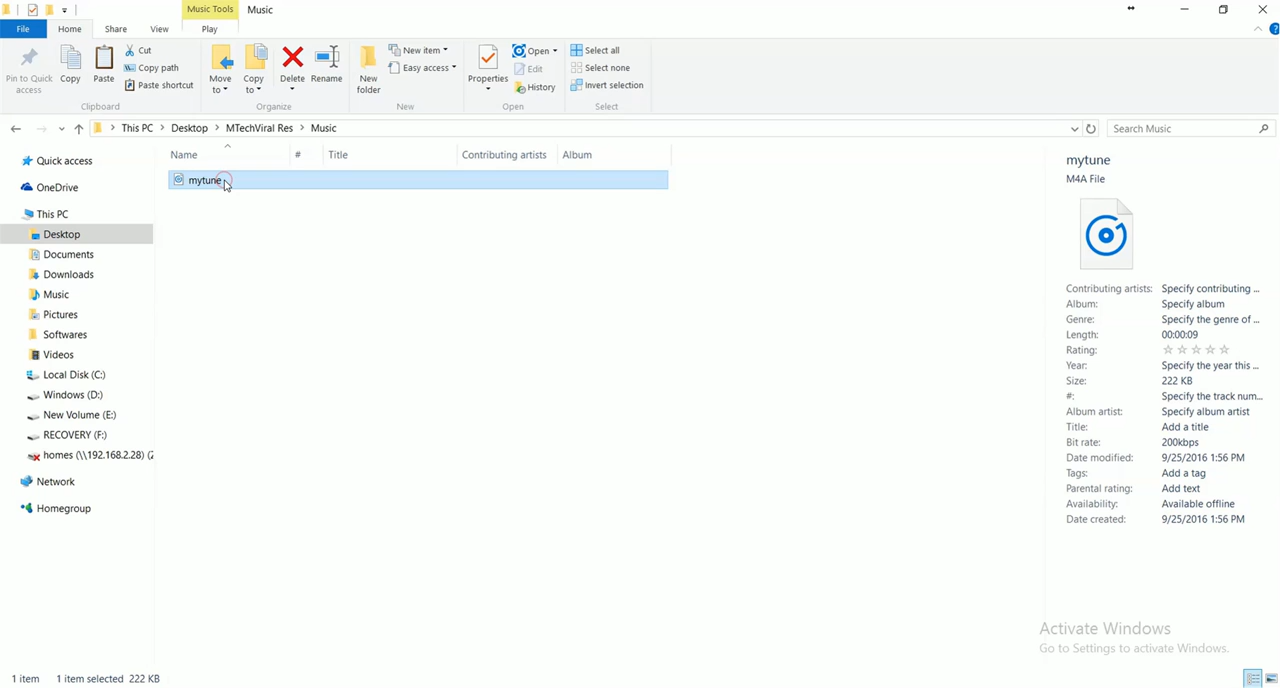 Music Tools
Music
File
Home
Share
View
Play
Pin to Quick
access
Copy
Paste
Cut
Copy path
Paste shortcut
Clipboard
Move
to
Copy
to
Delete
Rename
Organize
New
folder
New item
Easy access
New
Properties
Open
Edit
History
Open
Select all
Select none
Invert selection
Select
This PC
Desktop
MTechViral Res
Music
Search Music
Quick access
OneDrive
This PC
Desktop
Documents
Downloads
Music
Pictures
Softwares
Videos
Local Disk (C:)
Windows (D:)
New Volume (E:)
RECOVERY (F:)
homes (\\192.168.2.28) (Z
Network
Homegroup
Name
#
Title
Contributing artists
Album
mytune
mytune
M4A File
Contributing artists: Specify contributing ...
Album: Specify album
Genre: Specify the genre of ...
Length: 00:00:09
Rating:
Year: Specify the year this ...
Size: 222 KB
#: Specify the track num...
Album artist: Specify album artist
Title: Add a title
Bit rate: 200kbps
Date modified: 9/25/2016 1:56 PM
Tags: Add a tag
Parental rating: Add text
Availability: Available offline
Date created: 9/25/2016 1:56 PM
Activate Windows
Go to Settings to activate Windows.
1 item
1 item selected 222 KB